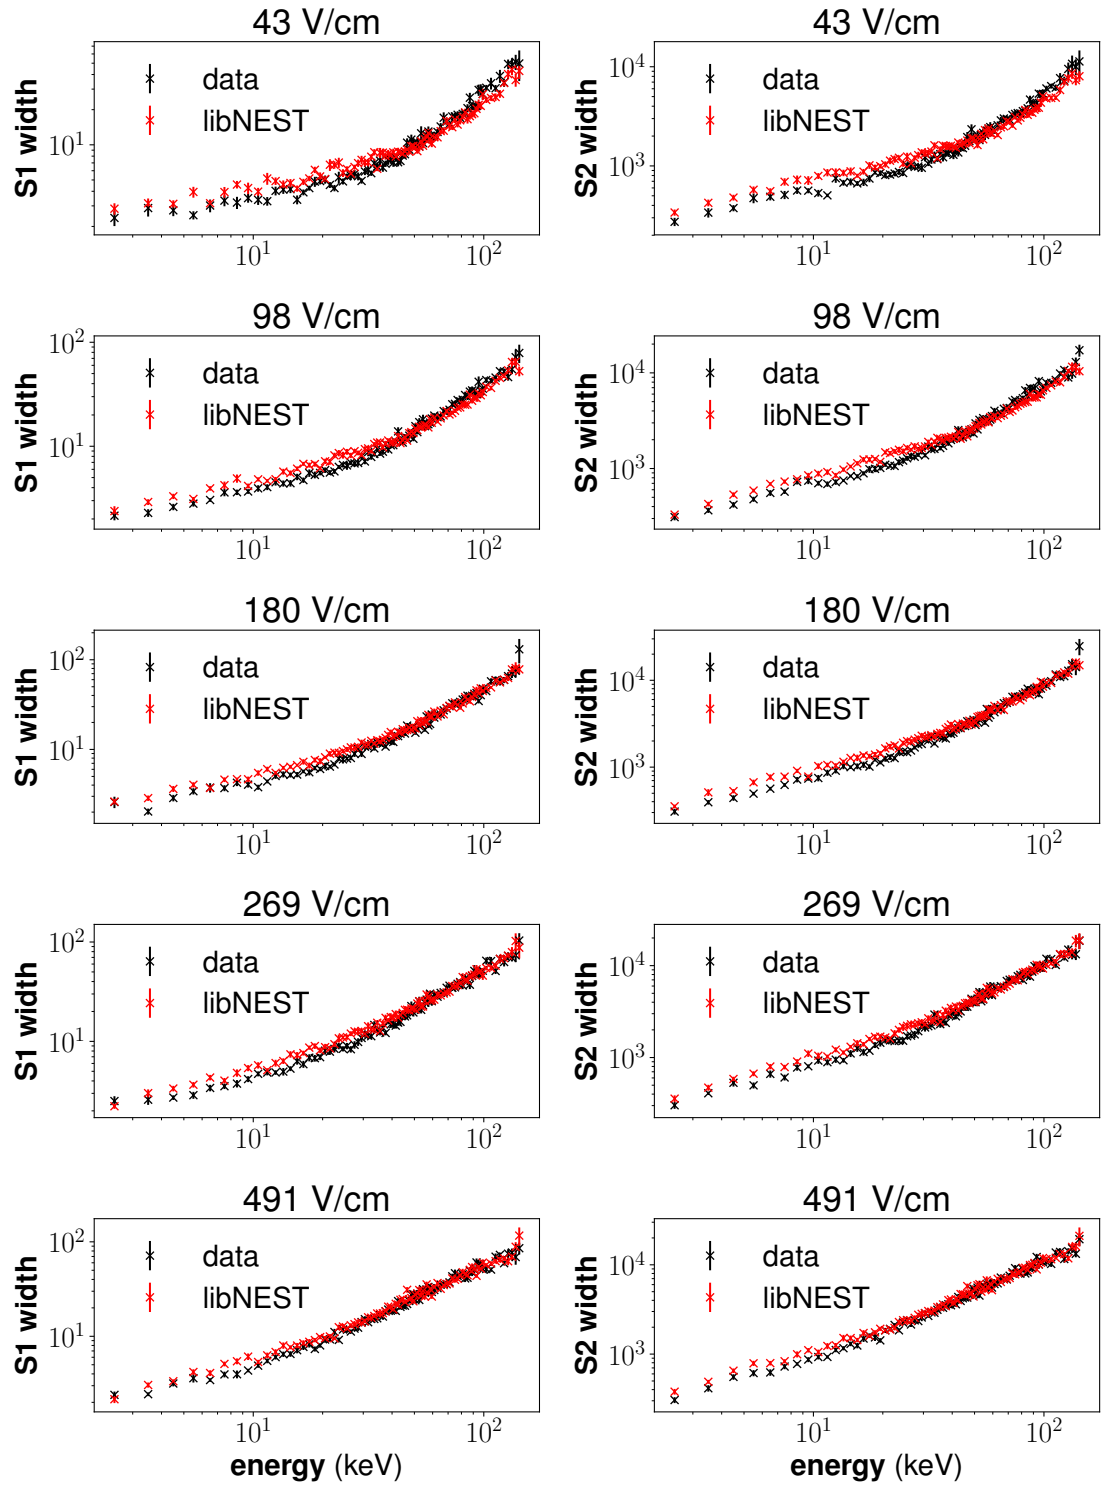 43 V/cm
43 V/cm
S1 width
10^1
data
libNEST
10^1
10^2
S2 width
10^4
10^3
data
libNEST
10^1
10^2
98 V/cm
98 V/cm
S1 width
10^2
10^1
data
libNEST
10^1
10^2
S2 width
10^4
10^3
data
libNEST
10^1
10^2
180 V/cm
180 V/cm
S1 width
10^2
10^1
data
libNEST
10^1
10^2
S2 width
10^4
10^3
data
libNEST
10^1
10^2
269 V/cm
269 V/cm
S1 width
10^2
10^1
data
libNEST
10^1
10^2
S2 width
10^4
10^3
data
libNEST
10^1
10^2
491 V/cm
491 V/cm
S1 width
10^2
10^1
data
libNEST
10^1
10^2
energy (keV)
S2 width
10^4
10^3
data
libNEST
10^1
10^2
energy (keV)